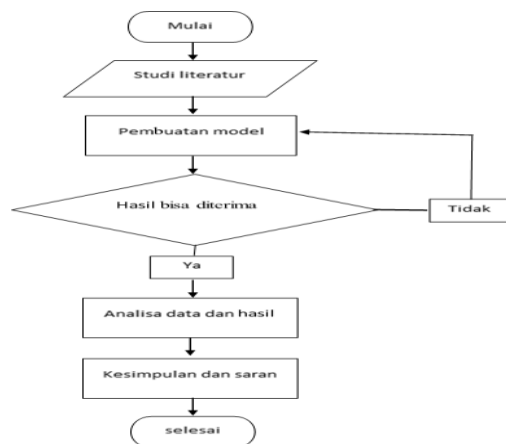 Mulai
Studi literatur
Pembuatan model
Hasil bisa diterima
Tidak
Ya
Analisa data dan hasil
Kesimpulan dan saran
selesai